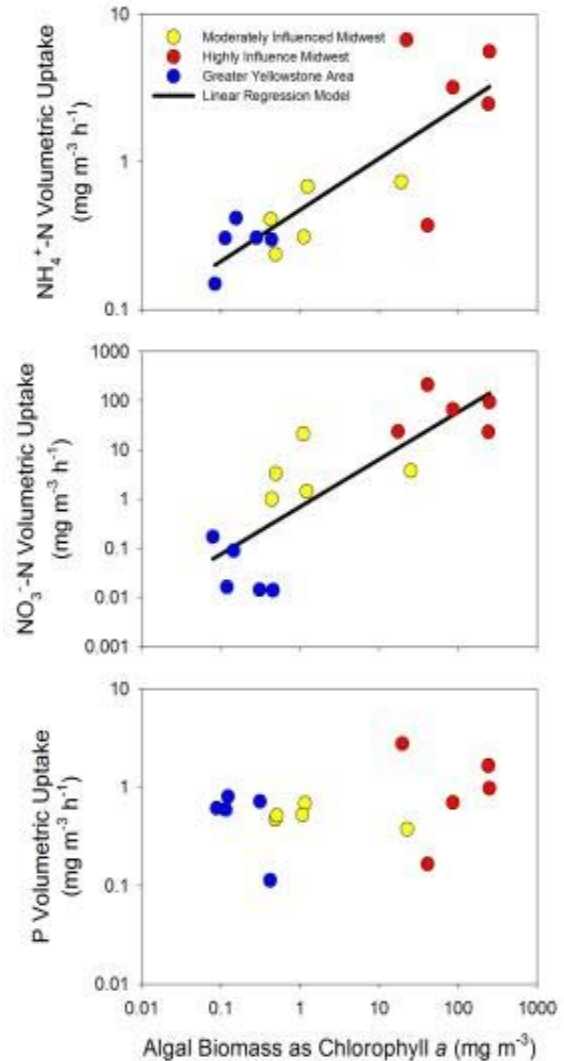 10
Moderately Influenced Midwest
Highly Influence Midwest
Greater Yellowstone Area
Linear Regression Model
1
0.1
NH₄⁺-N Volumetric Uptake
(mg m⁻³ h⁻¹)
1000
100
10
1
0.1
0.01
0.001
NO₃⁻-N Volumetric Uptake
(mg m⁻³ h⁻¹)
10
1
0.1
0.01
P Volumetric Uptake
(mg m⁻³ h⁻¹)
0.01 0.1 1 10 100 1000
Algal Biomass as Chlorophyll a (mg m⁻³)